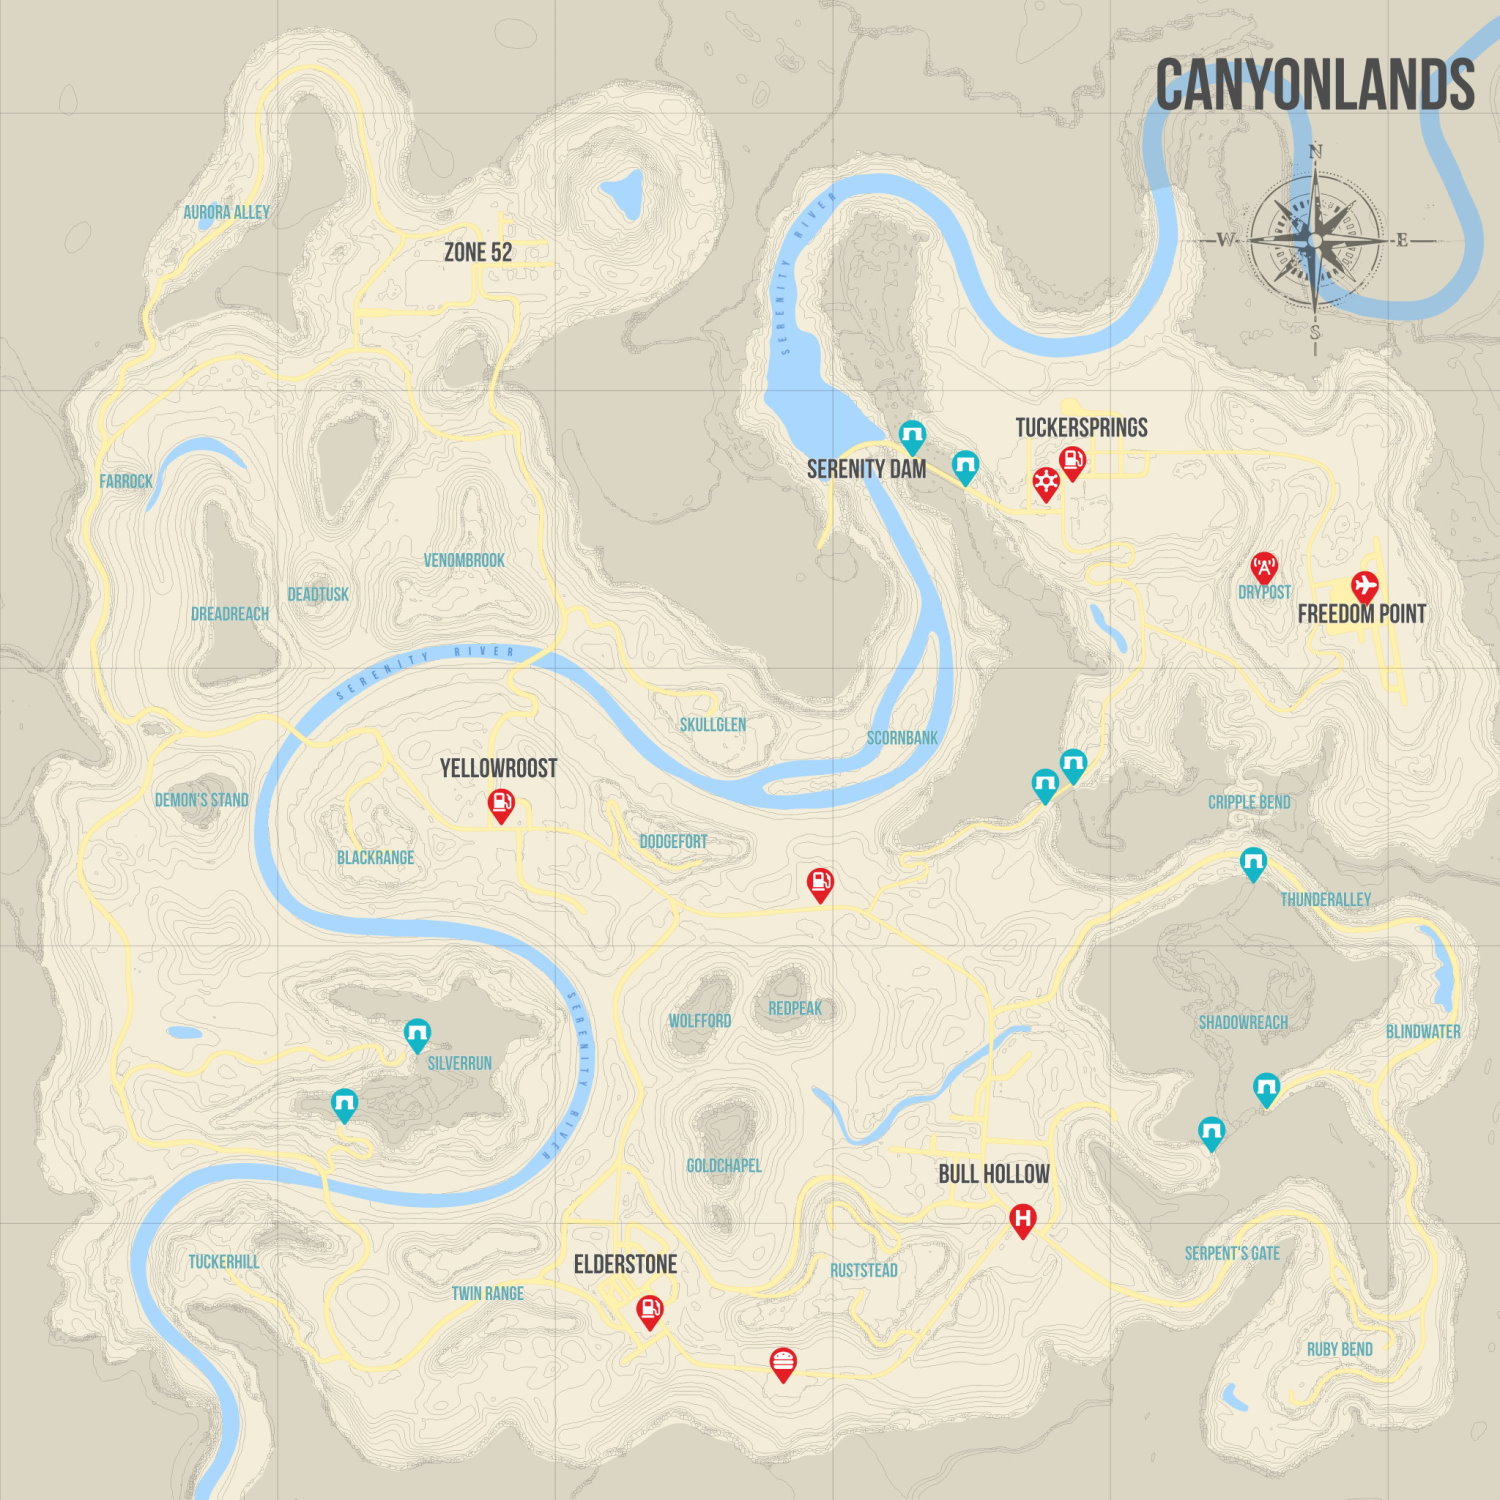 CANYONLANDS
N
W
E
S
AURORA ALLEY
ZONE 52
SERENITY RIVER
SERENITY RIVER
TUCKERSPRINGS
SERENITY DAM
FARROCK
VENOMBROOK
DEADTUSK
DREADREACH
A
DRYPOST
FREEDOM POINT
SERENITY RIVER
SKULLGLEN
SCORNBANK
YELLOWROOST
DEMON'S STAND
CRIPPLE BEND
DODGEFORT
BLACKRANGE
THUNDERALLEY
SERENITY RIVER
REDPEAK
WOLFFORD
SHADOWREACH
BLINDWATER
SILVERRUN
GOLDCHAPEL
BULL HOLLOW
H
SERPENT'S GATE
TUCKERHILL
ELDERSTONE
RUSTSTEAD
TWIN RANGE
RUBY BEND